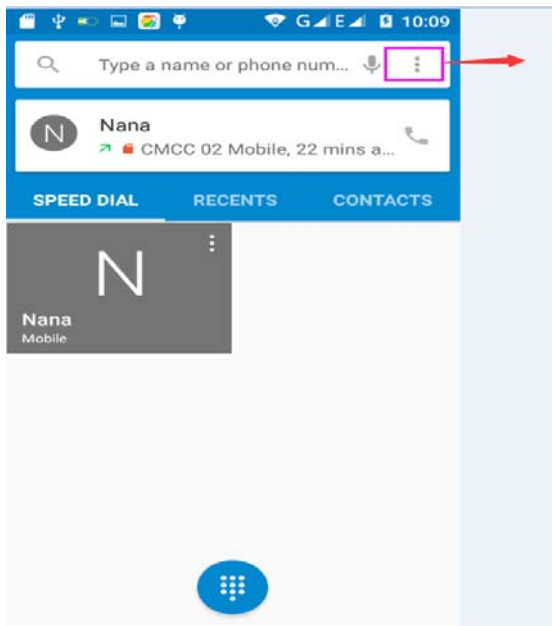 G E 10:09
Type a name or phone num...
N Nana
CMCC 02 Mobile, 22 mins a...
SPEED DIAL RECENTS CONTACTS
N
Nana
Mobile